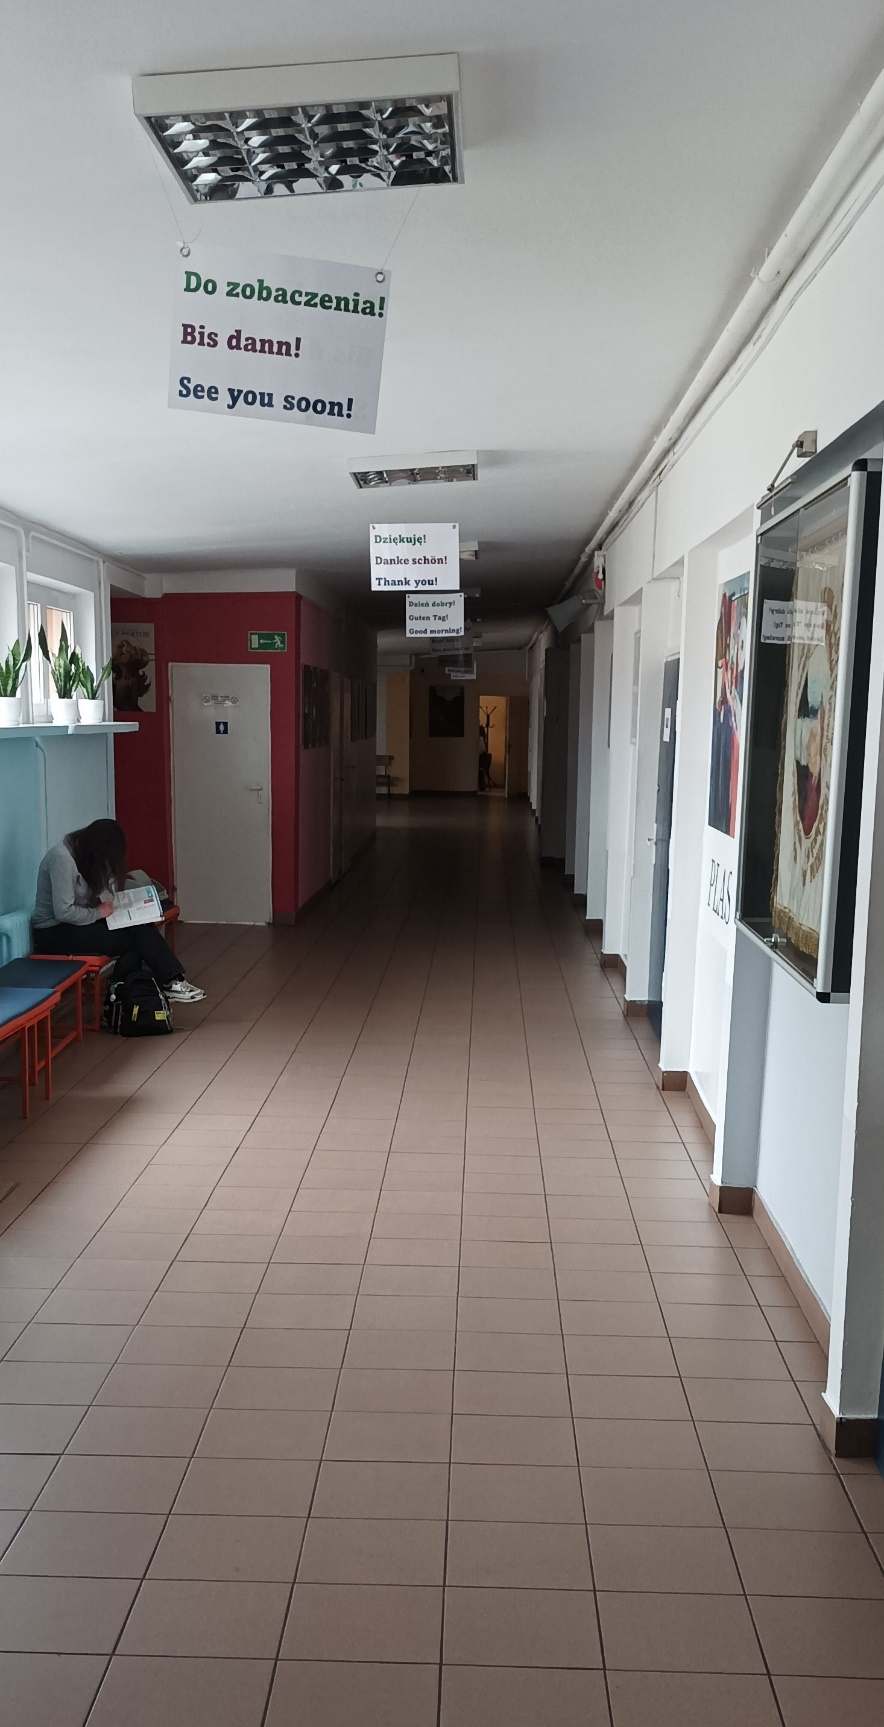 Do zobaczenia!
Bis dann!
See you soon!
Dziękuję!
Danke schön!
Thank you!
Dzień dobry!
Guten Tag!
Good morning!
PLAS